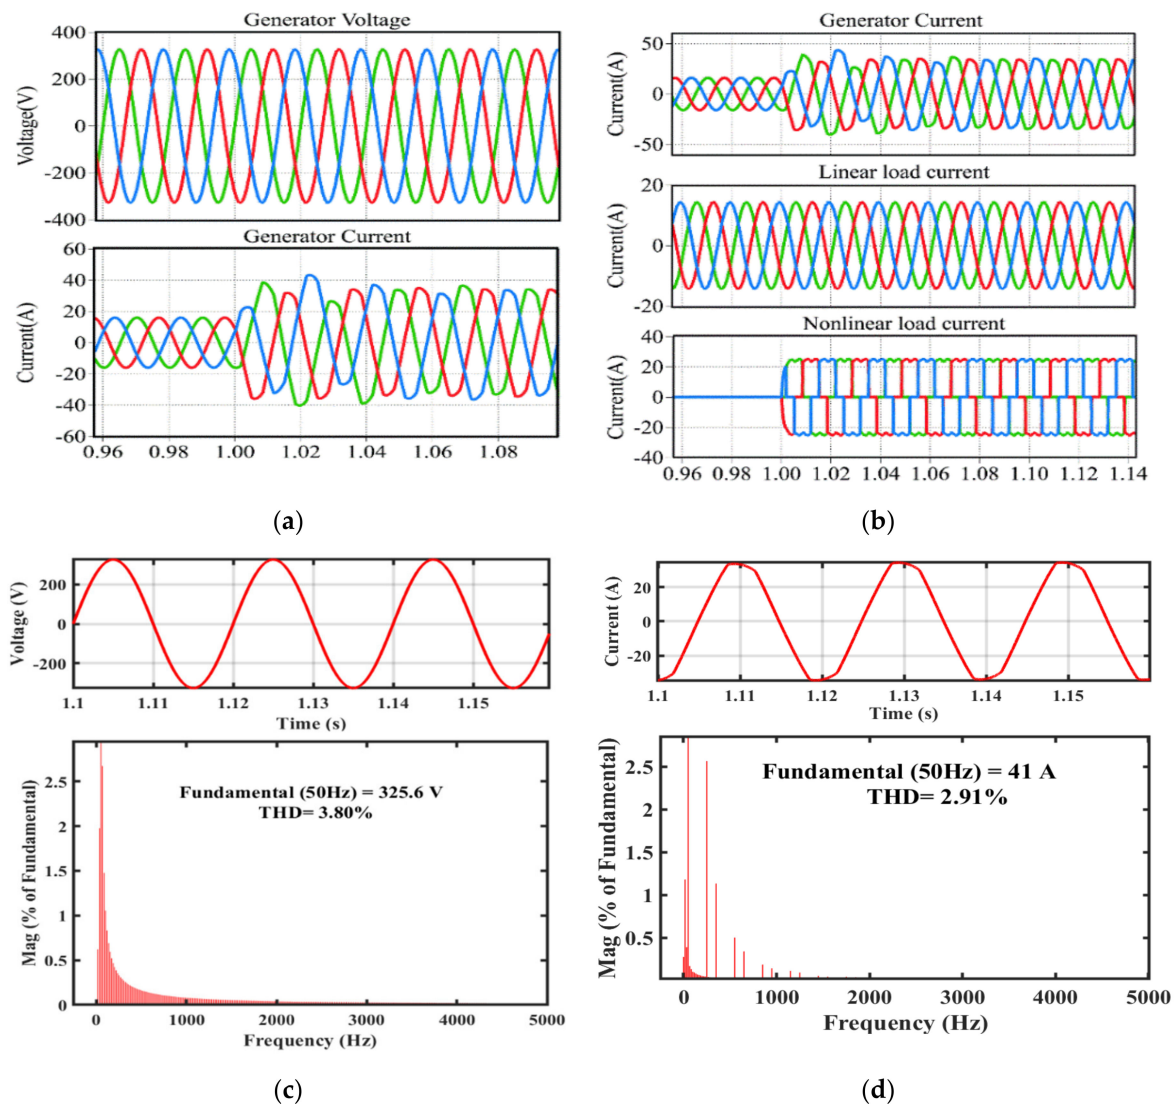 Generator Voltage
400
200
0
-200
-400
Voltage(V)
Generator Current
60
40
20
0
-20
-40
-60
Current(A)
0.96 0.98 1.00 1.02 1.04 1.06 1.08
(a)
Generator Current
50
0
-50
Current(A)
Linear load current
20
0
-20
Current(A)
Nonlinear load current
40
20
0
-20
-40
Current(A)
0.96 0.98 1.00 1.02 1.04 1.06 1.08 1.10 1.12 1.14
(b)
200
0
-200
Voltage (V)
1.1 1.11 1.12 1.13 1.14 1.15
Time (s)
2.5
2
1.5
1
0.5
0
Mag (% of Fundamental)
Fundamental (50Hz) = 325.6 V
THD= 3.80%
0 1000 2000 3000 4000 5000
Frequency (Hz)
(c)
20
0
-20
Current (A)
1.1 1.11 1.12 1.13 1.14 1.15
Time (s)
2.5
2
1.5
1
0.5
Mag (% of Fundamental)
Fundamental (50Hz) = 41 A
THD= 2.91%
0 1000 2000 3000 4000 5000
Frequency (Hz)
(d)